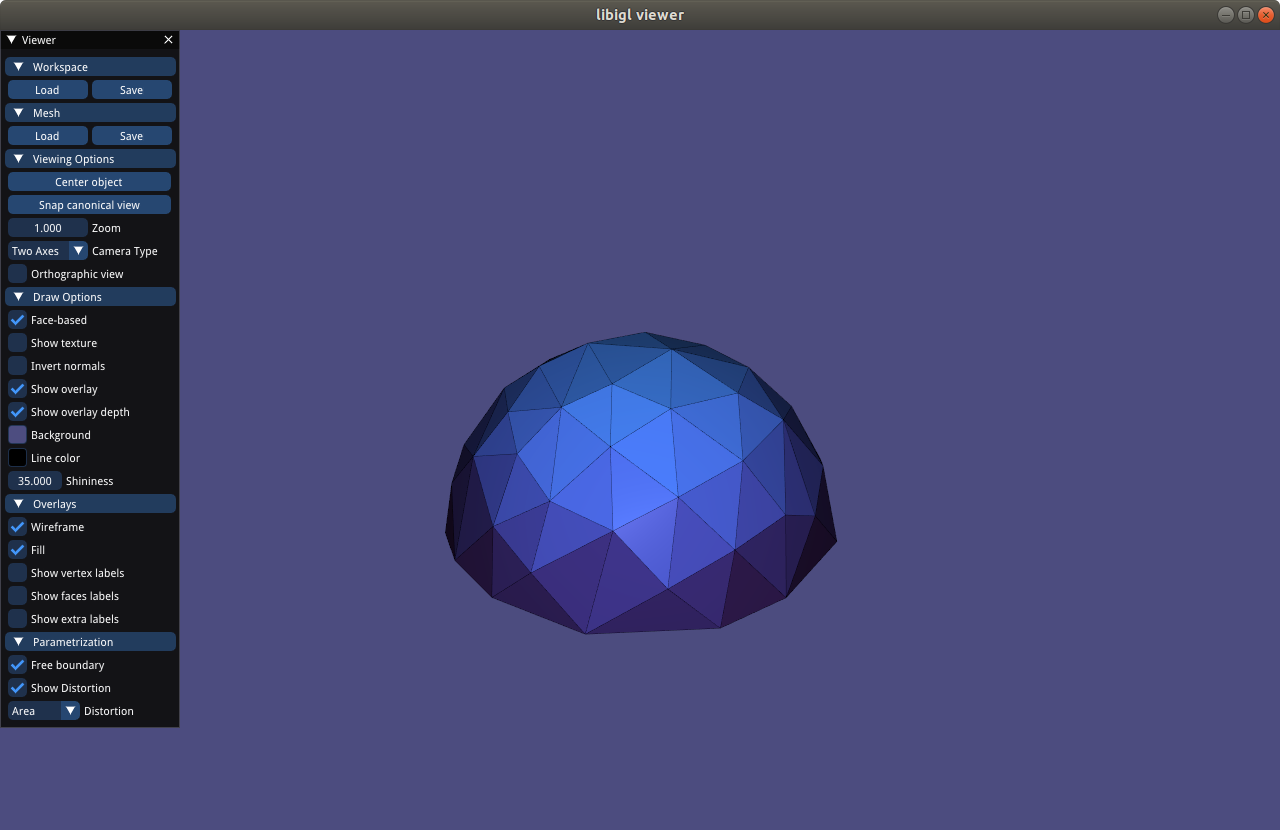 libigl viewer
Viewer
Workspace
Load Save
Mesh
Load Save
Viewing Options
Center object
Snap canonical view
1.000 Zoom
Two Axes Camera Type
Orthographic view
Draw Options
Face-based
Show texture
Invert normals
Show overlay
Show overlay depth
Background
Line color
35.000 Shininess
Overlays
Wireframe
Fill
Show vertex labels
Show faces labels
Show extra labels
Parametrization
Free boundary
Show Distortion
Area Distortion